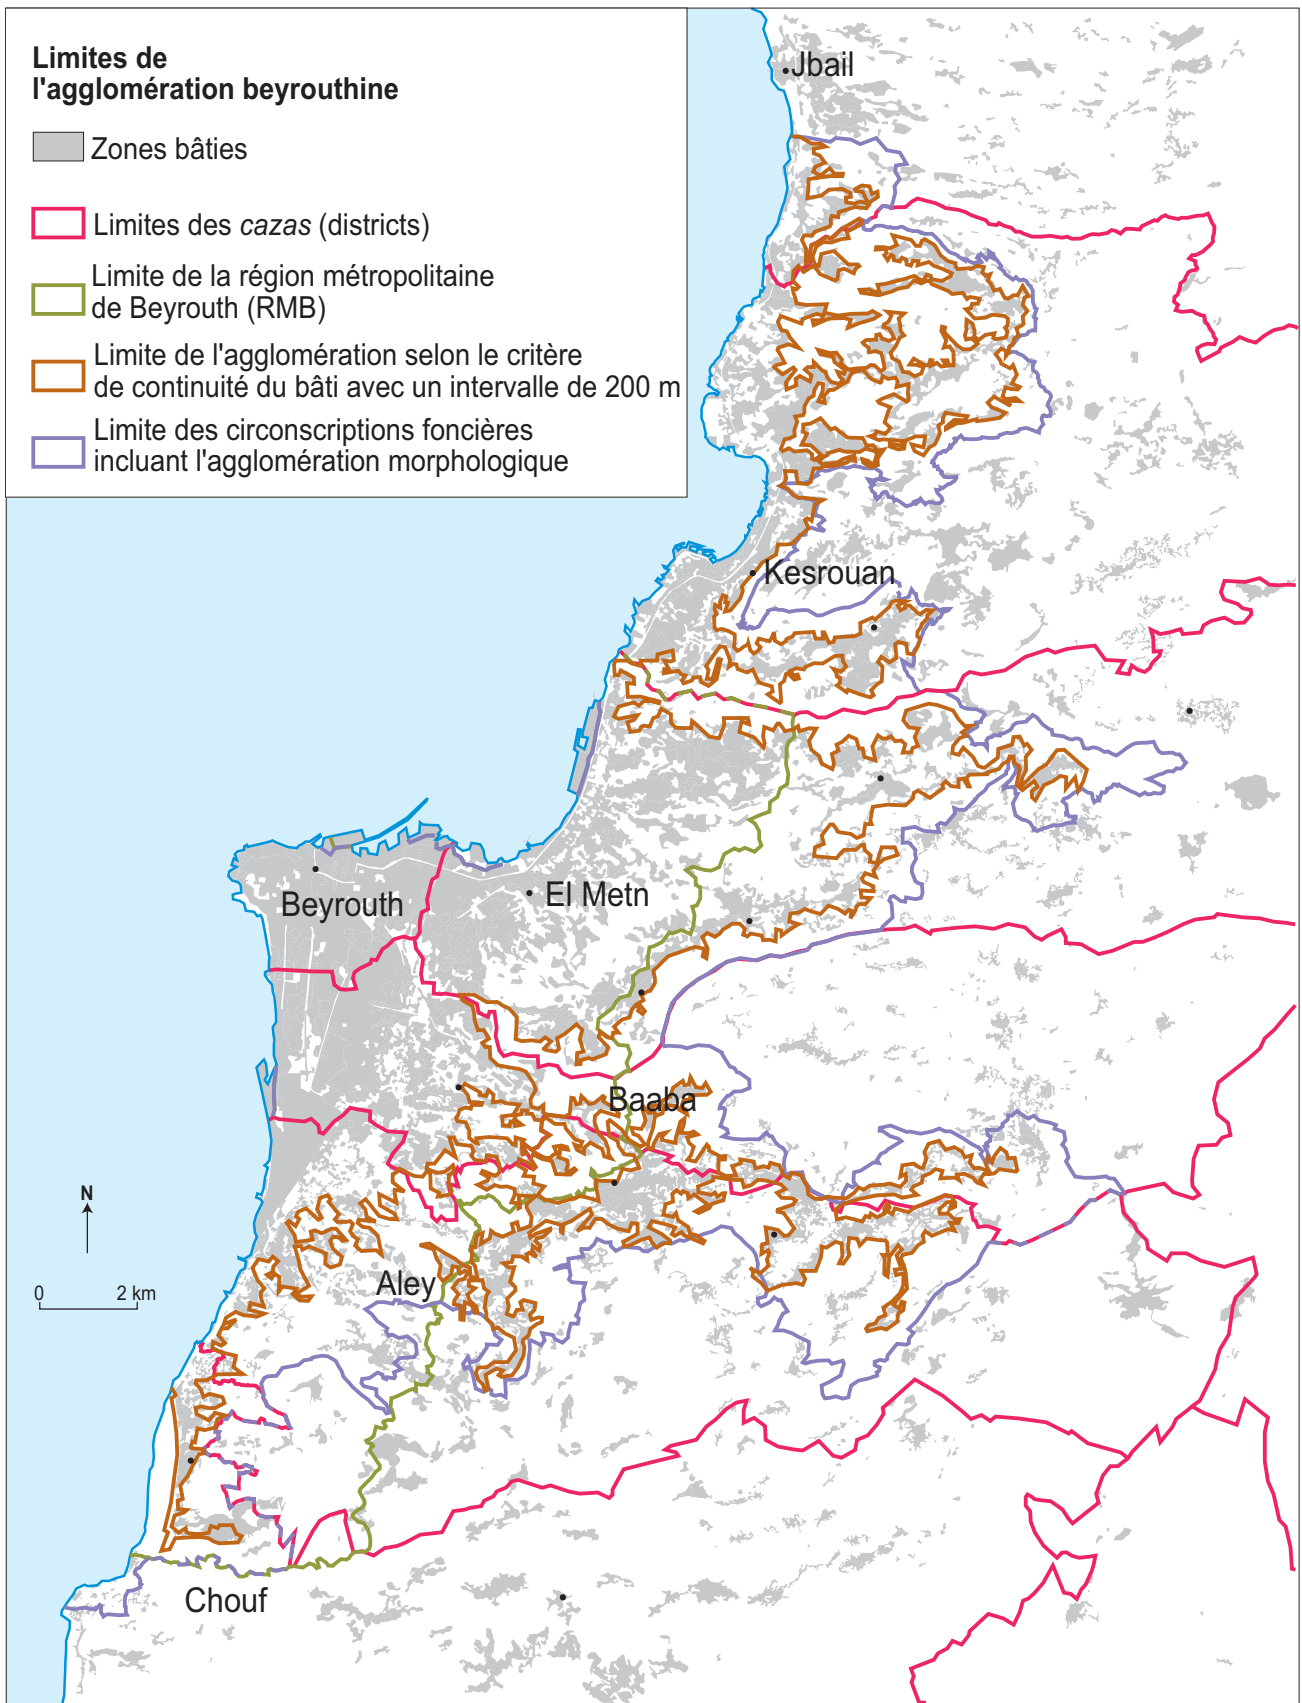 Limites de
l'agglomération beyrouthine
Zones bâties
Limites des cazas (districts)
Limite de la région métropolitaine
de Beyrouth (RMB)
Limite de l'agglomération selon le critère
de continuité du bâti avec un intervalle de 200 m
Limite des circonscriptions foncières
incluant l'agglomération morphologique
Jbail
Kesrouan
El Metn
Beyrouth
Baaba
N
Aley
0 2 km
Chouf